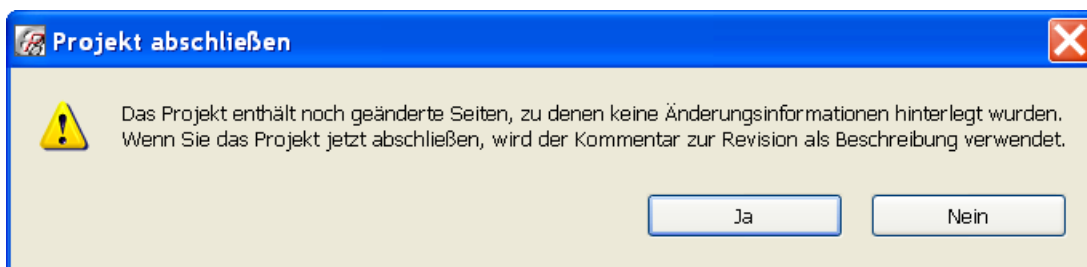 Projekt abschließen
Das Projekt enthält noch geänderte Seiten, zu denen keine Änderungsinformationen hinterlegt wurden.
Wenn Sie das Projekt jetzt abschließen, wird der Kommentar zur Revision als Beschreibung verwendet.
Ja
Nein